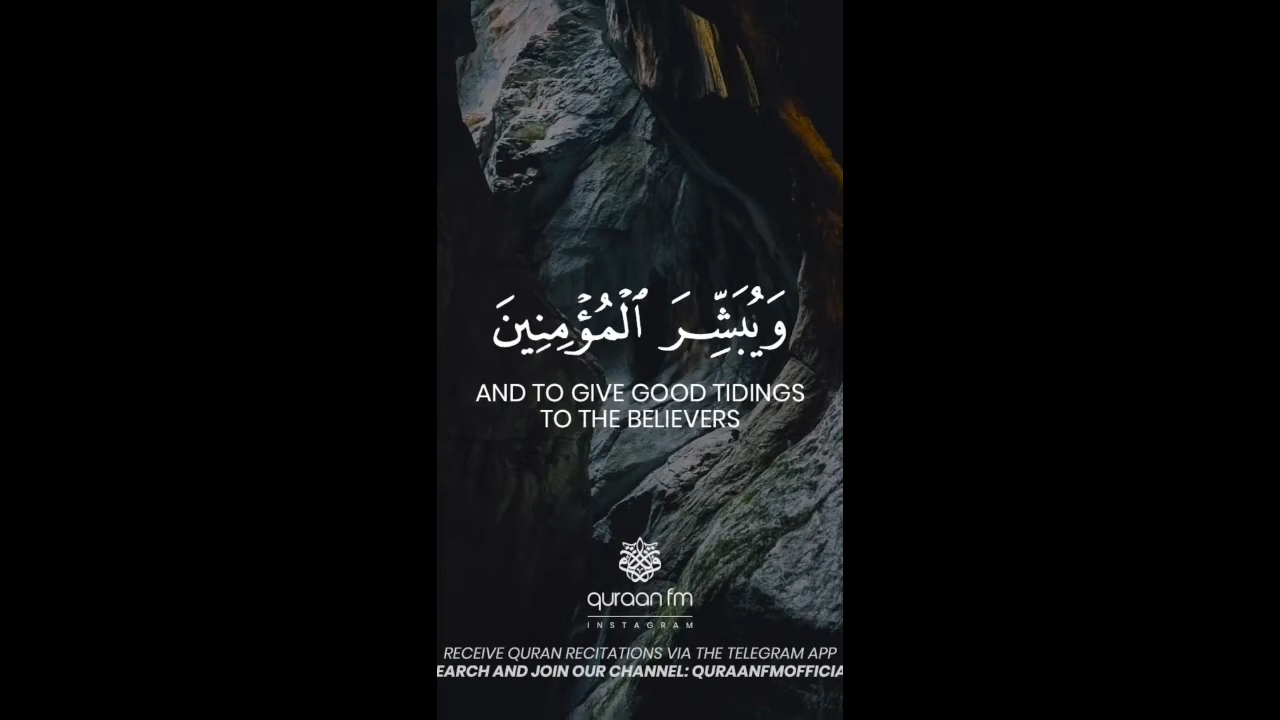 وَيُبَشِّرَ ٱلْمُؤْمِنِينَ
AND TO GIVE GOOD TIDINGS
TO THE BELIEVERS
quraan fm
INSTAGRAM
RECEIVE QURAN RECITATIONS VIA THE TELEGRAM APP
EARCH AND JOIN OUR CHANNEL: QURAANFMOFFICIA